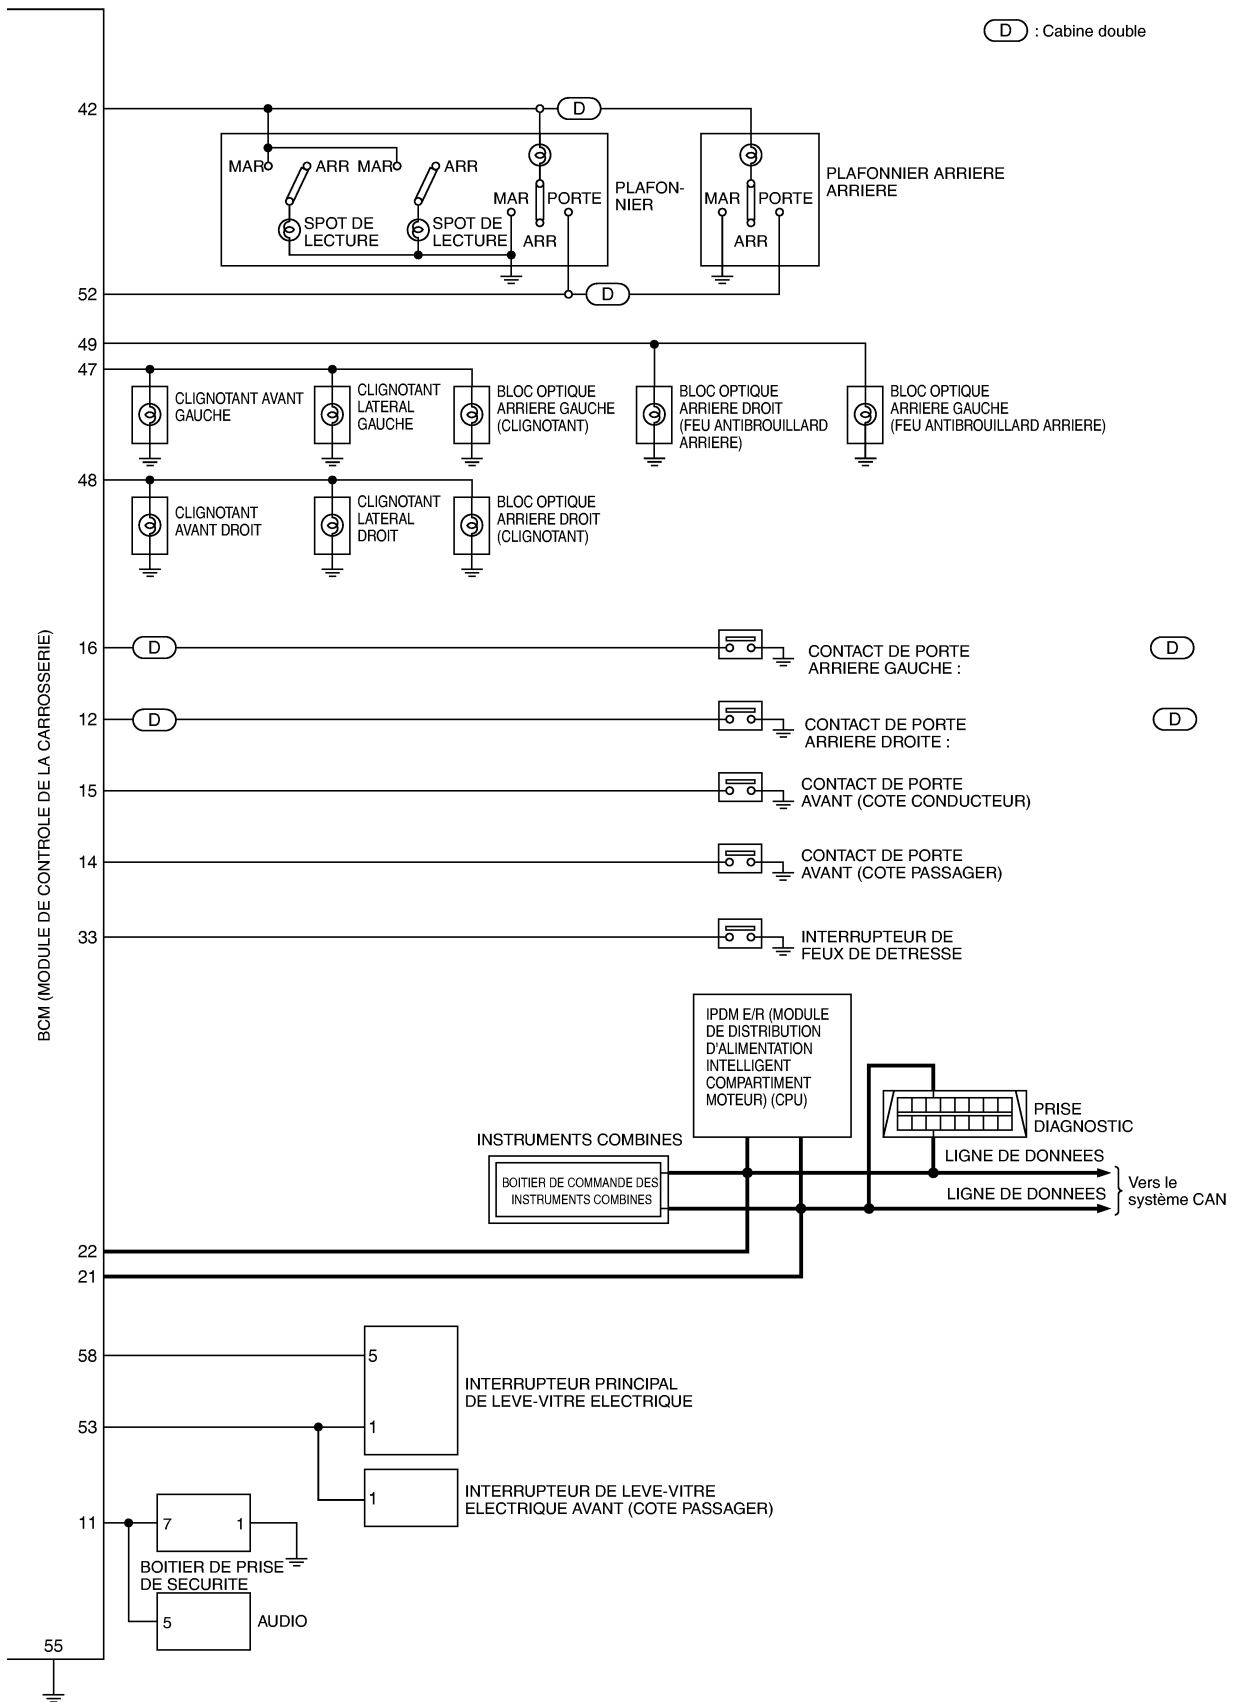 D : Cabine double
42
D
MAR ARR MAR ARR
SPOT DE
LECTURE
SPOT DE
LECTURE
MAR PORTE
ARR
PLAFON-
NIER
MAR PORTE
ARR
PLAFONNIER ARRIERE
ARRIERE
52
D
49
47
CLIGNOTANT AVANT
GAUCHE
CLIGNOTANT
LATERAL
GAUCHE
BLOC OPTIQUE
ARRIERE GAUCHE
(CLIGNOTANT)
BLOC OPTIQUE
ARRIERE DROIT
(FEU ANTIBROUILLARD
ARRIERE)
BLOC OPTIQUE
ARRIERE GAUCHE
(FEU ANTIBROUILLARD ARRIERE)
48
CLIGNOTANT
AVANT DROIT
CLIGNOTANT
LATERAL
DROIT
BLOC OPTIQUE
ARRIERE DROIT
(CLIGNOTANT)
BCM (MODULE DE CONTROLE DE LA CARROSSERIE)
16
D
CONTACT DE PORTE
ARRIERE GAUCHE :
D
12
D
CONTACT DE PORTE
ARRIERE DROITE :
D
15
CONTACT DE PORTE
AVANT (COTE CONDUCTEUR)
14
CONTACT DE PORTE
AVANT (COTE PASSAGER)
33
INTERRUPTEUR DE
FEUX DE DETRESSE
IPDM E/R (MODULE
DE DISTRIBUTION
D'ALIMENTATION
INTELLIGENT
COMPARTIMENT
MOTEUR) (CPU)
PRISE
DIAGNOSTIC
INSTRUMENTS COMBINES
BOITIER DE COMMANDE DES
INSTRUMENTS COMBINES
LIGNE DE DONNEES
LIGNE DE DONNEES
Vers le
système CAN
22
21
58
5
INTERRUPTEUR PRINCIPAL
DE LEVE-VITRE ELECTRIQUE
53
1
1
INTERRUPTEUR DE LEVE-VITRE
ELECTRIQUE AVANT (COTE PASSAGER)
11
7 1
BOITIER DE PRISE
DE SECURITE
5
AUDIO
55